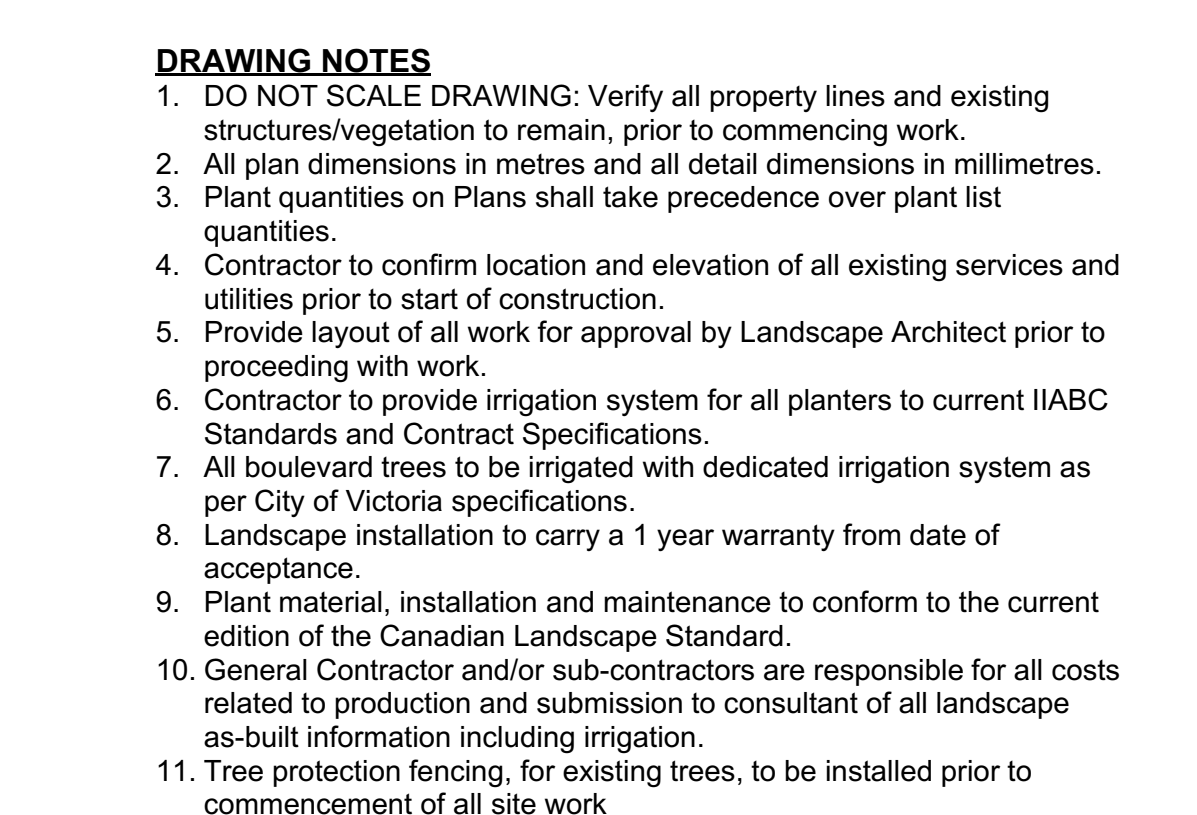 DRAWING NOTES
1. DO NOT SCALE DRAWING: Verify all property lines and existing
structures/vegetation to remain, prior to commencing work.
2. All plan dimensions in metres and all detail dimensions in millimetres.
3. Plant quantities on Plans shall take precedence over plant list
quantities.
4. Contractor to confirm location and elevation of all existing services and
utilities prior to start of construction.
5. Provide layout of all work for approval by Landscape Architect prior to
proceeding with work.
6. Contractor to provide irrigation system for all planters to current IIABC
Standards and Contract Specifications.
7. All boulevard trees to be irrigated with dedicated irrigation system as
per City of Victoria specifications.
8. Landscape installation to carry a 1 year warranty from date of
acceptance.
9. Plant material, installation and maintenance to conform to the current
edition of the Canadian Landscape Standard.
10. General Contractor and/or sub-contractors are responsible for all costs
related to production and submission to consultant of all landscape
as-built information including irrigation.
11. Tree protection fencing, for existing trees, to be installed prior to
commencement of all site work